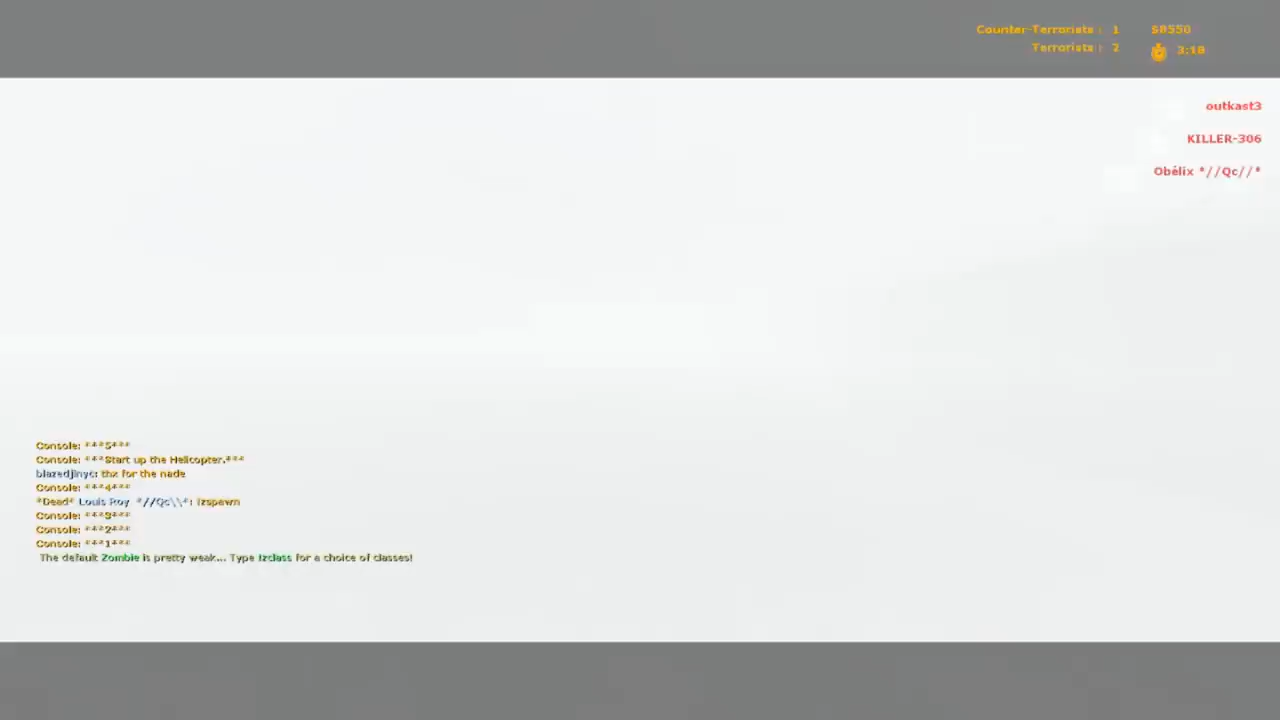 Counter-Terrorists : 1 $8550
Terrorists : 2 3:18
outkast3
KILLER-306
Obélix *//Qc//*
Console: ***5***
Console: ***Start up the Helicopter.***
blazedjinyc: thx for the nade
Console: ***4***
*Dead* Louis Roy *//Qc\\*: !zspawn
Console: ***3***
Console: ***2***
Console: ***1***
The default Zombie is pretty weak... Type !zclass for a choice of classes!